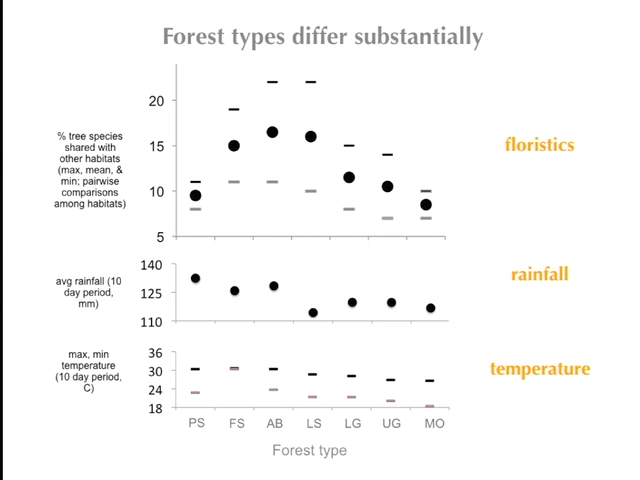 Forest types differ substantially
% tree species
shared with
other habitats
(max, mean, &
min; pairwise
comparisons
among habitats)
20
15
10
5
floristics
avg rainfall (10
day period,
mm)
140
125
110
rainfall
max, min
temperature
(10 day period,
C)
36
30
24
18
temperature
PS FS AB LS LG UG MO
Forest type